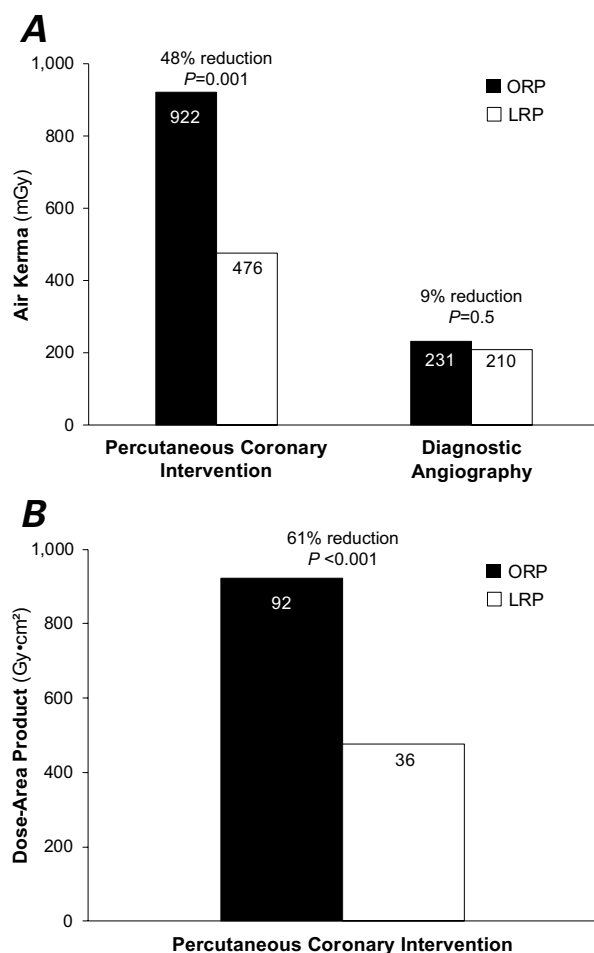 A
48% reduction
P=0.001
1,000
800
600
400
200
0
Air Kerma (mGy)
922
476
ORP
LRP
9% reduction
P=0.5
231
210
Percutaneous Coronary
Intervention
Diagnostic
Angiography
B
61% reduction
P <0.001
1,000
800
600
400
200
0
Dose-Area Product (Gy•cm²)
92
36
ORP
LRP
Percutaneous Coronary Intervention